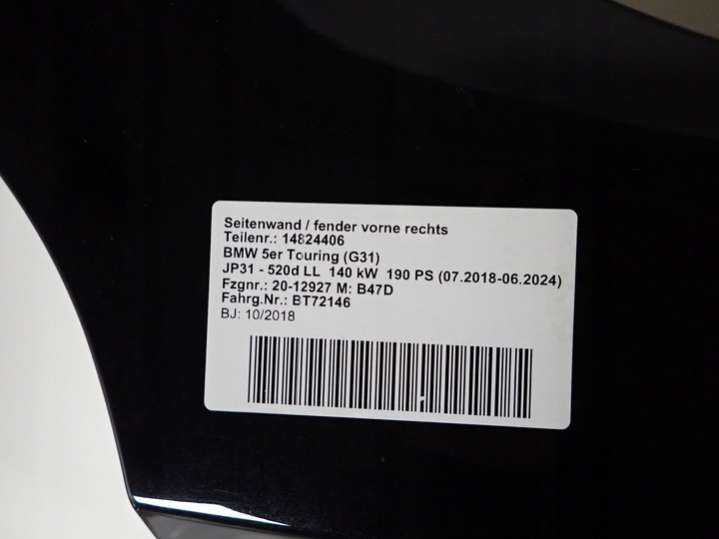 Seitenwand / fender vorne rechts
Teilenr.: 14824406
BMW 5er Touring (G31)
JP31 - 520d LL 140 kW 190 PS (07.2018-06.2024)
Fzgnr.: 20-12927 M: B47D
Fahrg.Nr.: BT72146
BJ: 10/2018